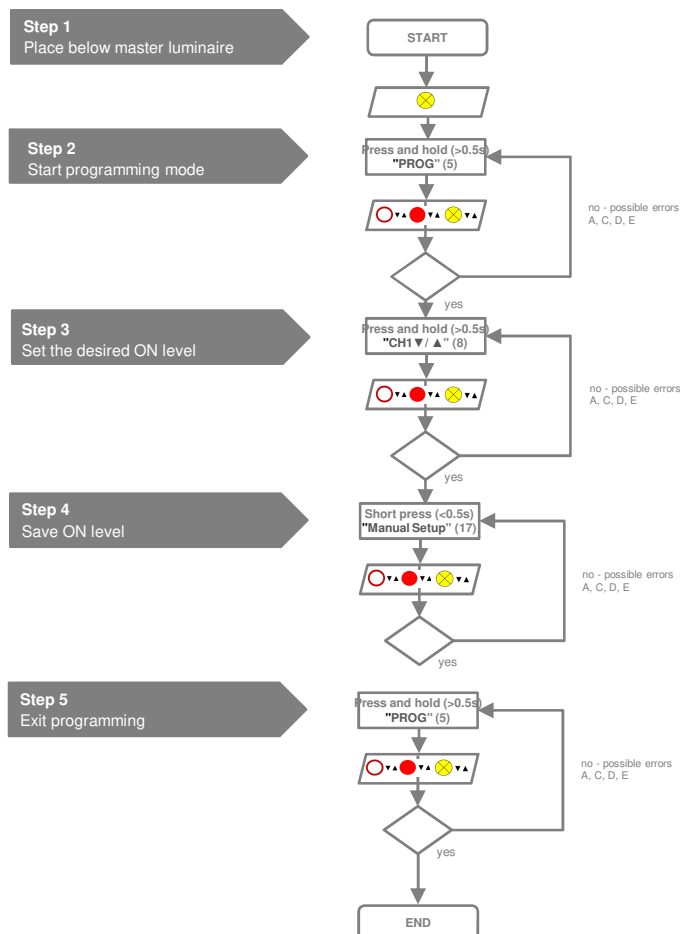 Step 1
Place below master luminaire
START
Step 2
Start programming mode
Press and hold (>0.5s)
"PROG" (5)
no - possible errors
A, C, D, E
▼▲ ▼▲ ▼▲
yes
Step 3
Set the desired ON level
Press and hold (>0.5s)
"CH1▼/ ▲" (8)
no - possible errors
A, C, D, E
▼▲ ▼▲ ▼▲
yes
Step 4
Save ON level
Short press (<0.5s)
"Manual Setup" (17)
▼▲ ▼▲ ▼▲
no - possible errors
A, C, D, E
yes
Step 5
Exit programming
Press and hold (>0.5s)
"PROG" (5)
▼▲ ▼▲ ▼▲
no - possible errors
A, C, D, E
yes
END